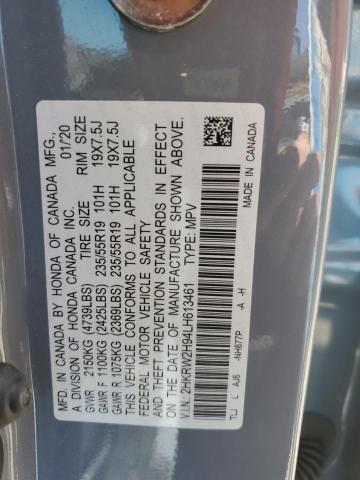 MFD. IN CANADA BY HONDA OF CANADA MFG.,
A DIVISION OF HONDA CANADA INC. 01/20
TIRE SIZE RIM SIZE
GVWR 2150KG (4739LBS)
GAWR F 1100KG (2425LBS) 235/55R19 101H 19X7.5J
GAWR R 1075KG (2369LBS) 235/55R19 101H 19X7.5J
THIS VEHICLE CONFORMS TO ALL APPLICABLE
FEDERAL MOTOR VEHICLE SAFETY
AND THEFT PREVENTION STANDARDS IN EFFECT
ON THE DATE OF MANUFACTURE SHOWN ABOVE.
V.I.N: 2HKRW2H94LH613461 TYPE: MPV
TLJ L AJ6 -NH877P -A -H
MADE IN CANADA